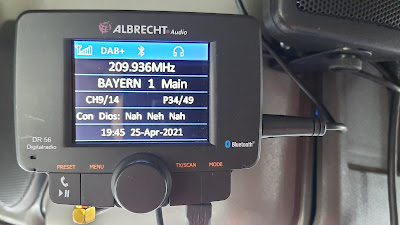 ALBRECHT Audio
DAB+
209.936MHz
BAYERN 1 Main
CH9/14 P34/49
Con Dios: Nah Neh Nah
19:45 25-Apr-2021
DR 56
Digitalradio
Bluetooth
PRESET MENU TX/SCAN MODE